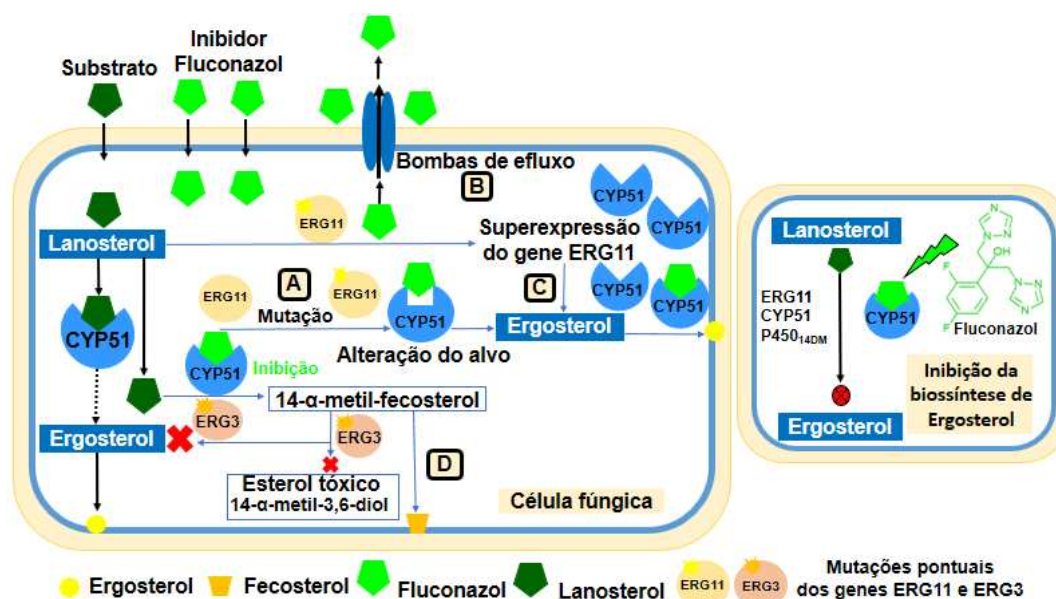 Substrato
Inibidor
Fluconazol
Bombas de efluxo
B
ERG11
CYP51
CYP51
Lanosterol
Superexpressão
do gene ERG11
ERG11
A
ERG11
Mutação
CYP51
C
CYP51
CYP51
CYP51
Ergosterol
Alteração do alvo
CYP51
Inibição
14-α-metil-fecosterol
ERG3
Ergosterol
ERG3
D
Esterol tóxico
14-α-metil-3,6-diol
Célula fúngica
Lanosterol
ERG11
CYP51
P450₁₄DM
CYP51
N
N
N
OH
N
N
N
F
F
Fluconazol
Inibição da
biossíntese de
Ergosterol
Ergosterol
Ergosterol
Fecosterol
Fluconazol
Lanosterol
ERG11
ERG3
Mutações pontuais
dos genes ERG11 e ERG3